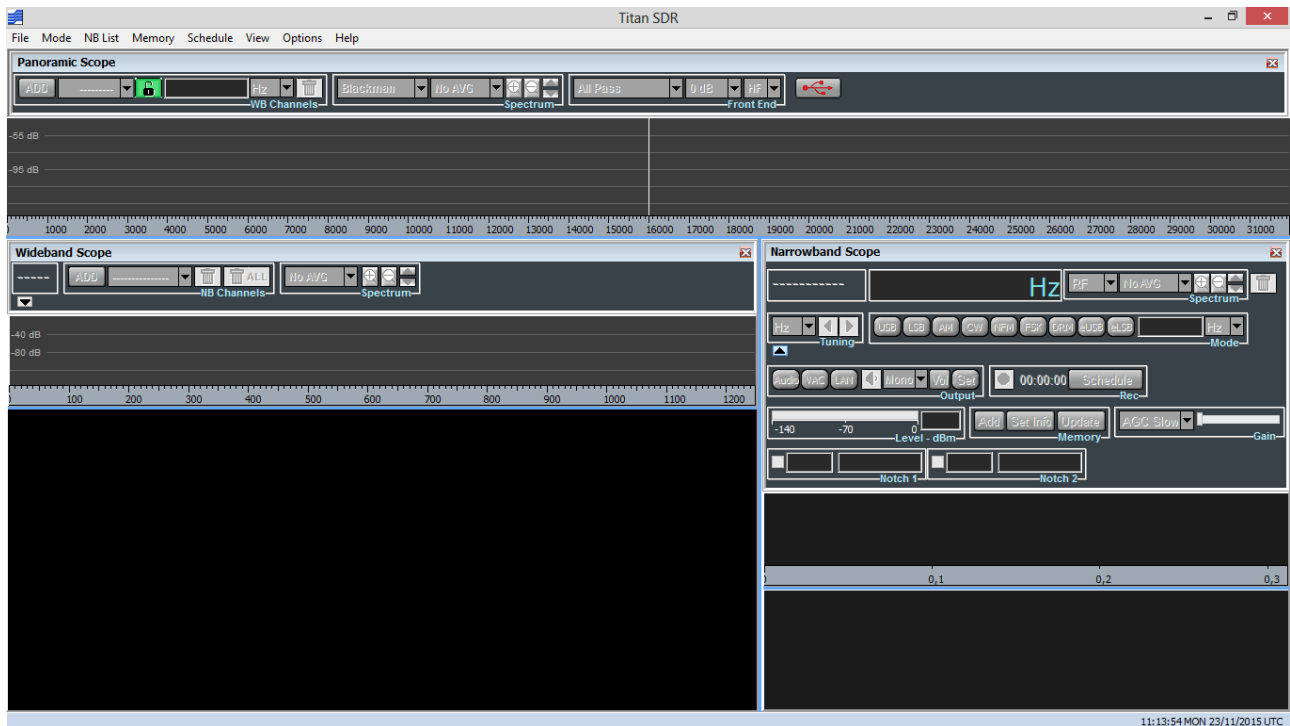 Titan SDR
File Mode NB List Memory Schedule View Options Help
Panoramic Scope
ADD --------- Hz WB Channels Blackman No AVG Spectrum All Pass 0 dB HF Front End
-55 dB
-95 dB
1000 2000 3000 4000 5000 6000 7000 8000 9000 10000 11000 12000 13000 14000 15000 16000 17000 18000 19000 20000 21000 22000 23000 24000 25000 26000 27000 28000 29000 30000 31000
Wideband Scope
----- ADD -------------- ALL NB Channels No AVG Spectrum
-40 dB
-80 dB
100 200 300 400 500 600 700 800 900 1000 1100 1200
Narrowband Scope
----------- Hz RF No AVG Spectrum
Hz Tuning USB LSB AM CW NFM FSK DRM eUSB eLSB Hz Mode
Audio VAC LAN Mono Vol Set Output 00:00:00 Schedule Rec
-140 -70 0 Level - dBm Add Set Info Update Memory AGC Slow Gain
Notch 1 Notch 2
0,1 0,2 0,3
11:13:54 MON 23/11/2015 UTC